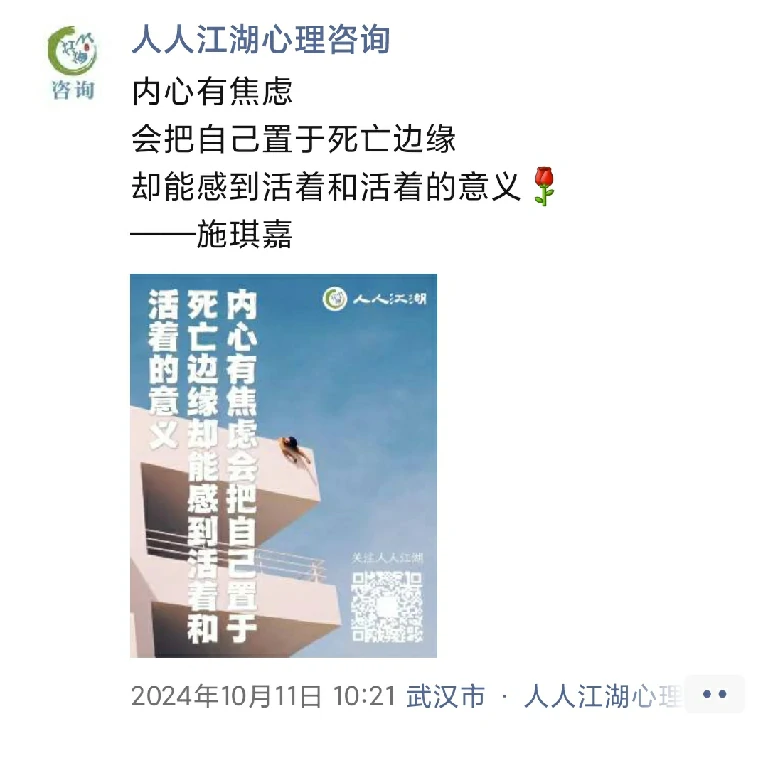 人人江湖心理咨询
咨询
内心有焦虑
会把自己置于死亡边缘
却能感到活着和活着的意义
——施琪嘉
人人江湖
内心有焦虑会把自己置于
死亡边缘却能感到活着和
活着的意义
关注人人江湖
2024年10月11日 10:21 武汉市 · 人人江湖心理